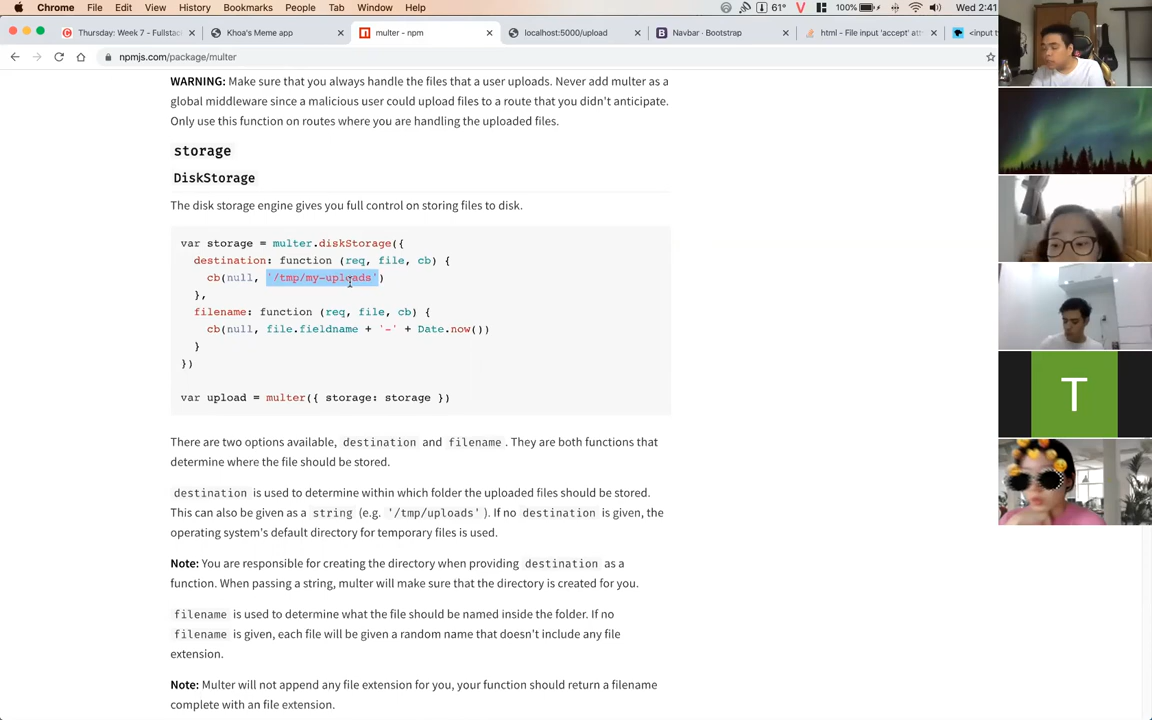 Chrome File Edit View History Bookmarks People Tab Window Help 61° 100% Wed 2:41
Thursday: Week 7 - Fullsta Khoa's Meme app multer - npm localhost:5000/upload Navbar · Bootstrap html - File input 'accept' att <input t
npmjs.com/package/multer
WARNING: Make sure that you always handle the files that a user uploads. Never add multer as a
global middleware since a malicious user could upload files to a route that you didn't anticipate.
Only use this function on routes where you are handling the uploaded files.
storage
DiskStorage
The disk storage engine gives you full control on storing files to disk.
var storage = multer.diskStorage({
destination: function (req, file, cb) {
cb(null, '/tmp/my-uploads')
},
filename: function (req, file, cb) {
cb(null, file.fieldname + '-' + Date.now())
}
})
var upload = multer({ storage: storage })
There are two options available, destination and filename. They are both functions that
determine where the file should be stored.
destination is used to determine within which folder the uploaded files should be stored.
This can also be given as a string (e.g. '/tmp/uploads'). If no destination is given, the
operating system's default directory for temporary files is used.
Note: You are responsible for creating the directory when providing destination as a
function. When passing a string, multer will make sure that the directory is created for you.
filename is used to determine what the file should be named inside the folder. If no
filename is given, each file will be given a random name that doesn't include any file
extension.
Note: Multer will not append any file extension for you, your function should return a filename
complete with an file extension.
T